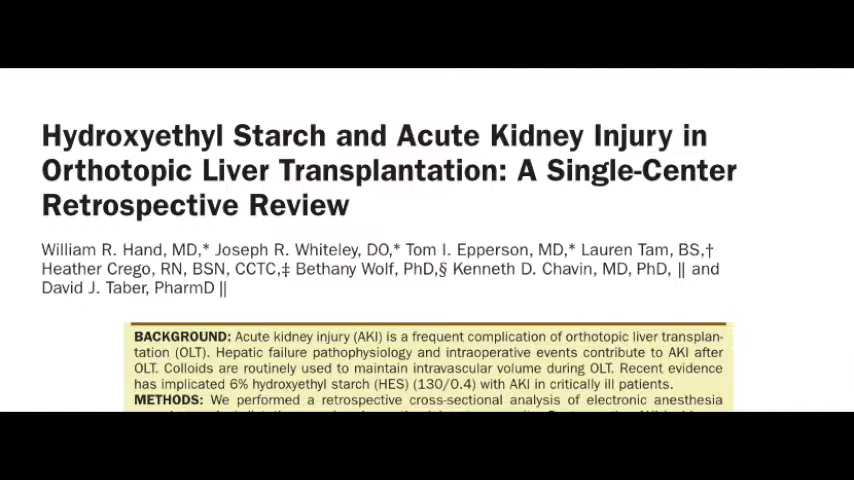 Hydroxyethyl Starch and Acute Kidney Injury in
Orthotopic Liver Transplantation: A Single-Center
Retrospective Review
William R. Hand, MD,* Joseph R. Whiteley, DO,* Tom I. Epperson, MD,* Lauren Tam, BS,†
Heather Crego, RN, BSN, CCTC,‡ Bethany Wolf, PhD,§ Kenneth D. Chavin, MD, PhD, || and
David J. Taber, PharmD ||
BACKGROUND: Acute kidney injury (AKI) is a frequent complication of orthotopic liver transplan-
tation (OLT). Hepatic failure pathophysiology and intraoperative events contribute to AKI after
OLT. Colloids are routinely used to maintain intravascular volume during OLT. Recent evidence
has implicated 6% hydroxyethyl starch (HES) (130/0.4) with AKI in critically ill patients.
METHODS: We performed a retrospective cross-sectional analysis of electronic anesthesia